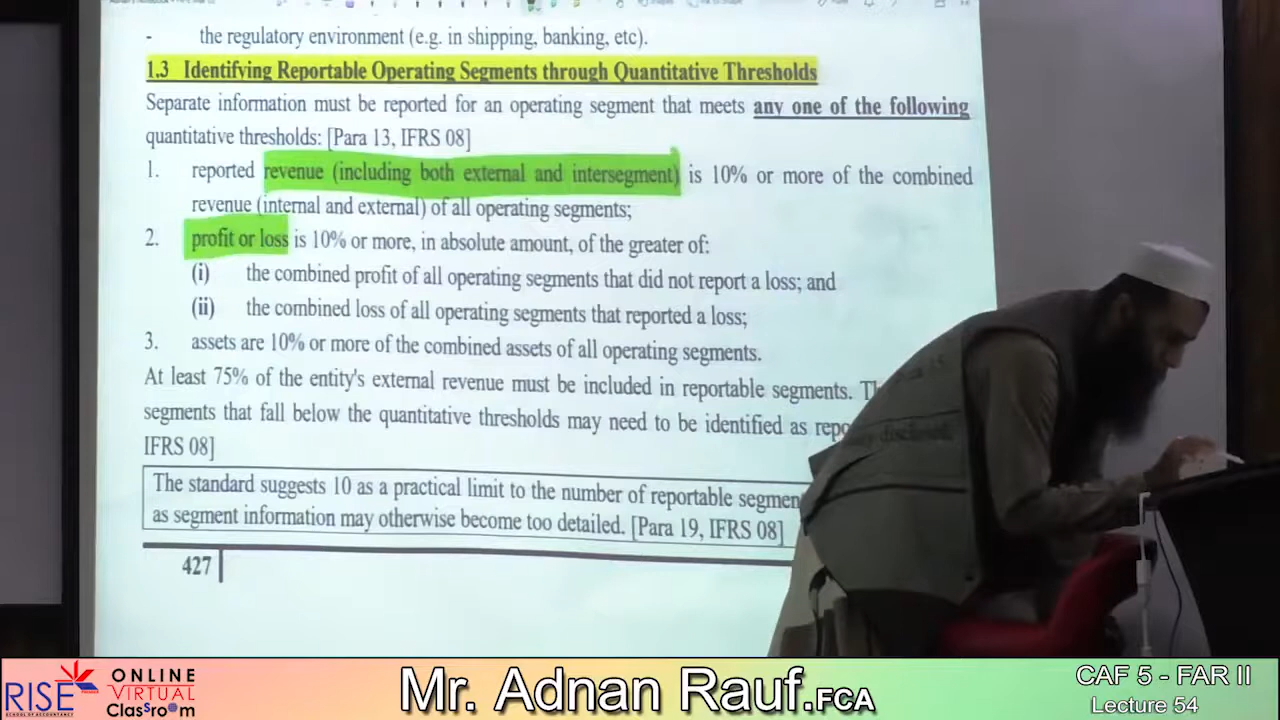 - the regulatory environment (e.g. in shipping, banking, etc).
1.3 Identifying Reportable Operating Segments through Quantitative Thresholds
Separate information must be reported for an operating segment that meets any one of the following
quantitative thresholds: [Para 13, IFRS 08]
1. reported revenue (including both external and intersegment) is 10% or more of the combined
revenue (internal and external) of all operating segments;
2. profit or loss is 10% or more, in absolute amount, of the greater of:
(i) the combined profit of all operating segments that did not report a loss; and
(ii) the combined loss of all operating segments that reported a loss;
3. assets are 10% or more of the combined assets of all operating segments.
At least 75% of the entity's external revenue must be included in reportable segments.
segments that fall below the quantitative thresholds may need to be identified as
IFRS 08]
The standard suggests 10 as a practical limit to the number of reportable
as segment information may otherwise become too detailed. [Para 19, IFRS 08]
427
RISE
SCHOOL OF ACCOUNTANCY
ONLINE
VIRTUAL
Classroom
Mr. Adnan Rauf.FCA
CAF 5 - FAR II
Lecture 54